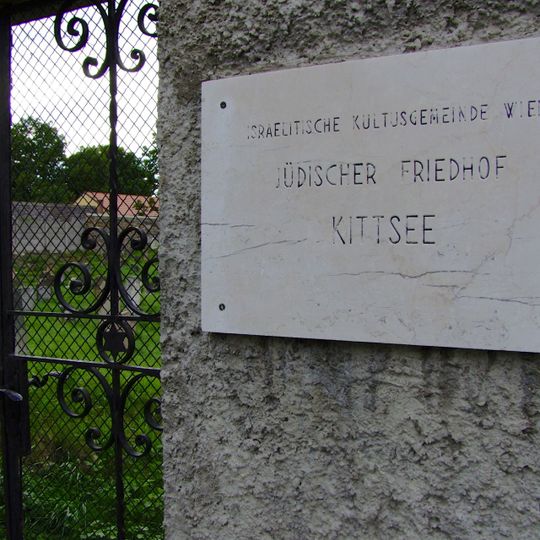 ISRAELITISCHE KULTUSGEMEINDE WIEN
JÜDISCHER FRIEDHOF
KITTSEE